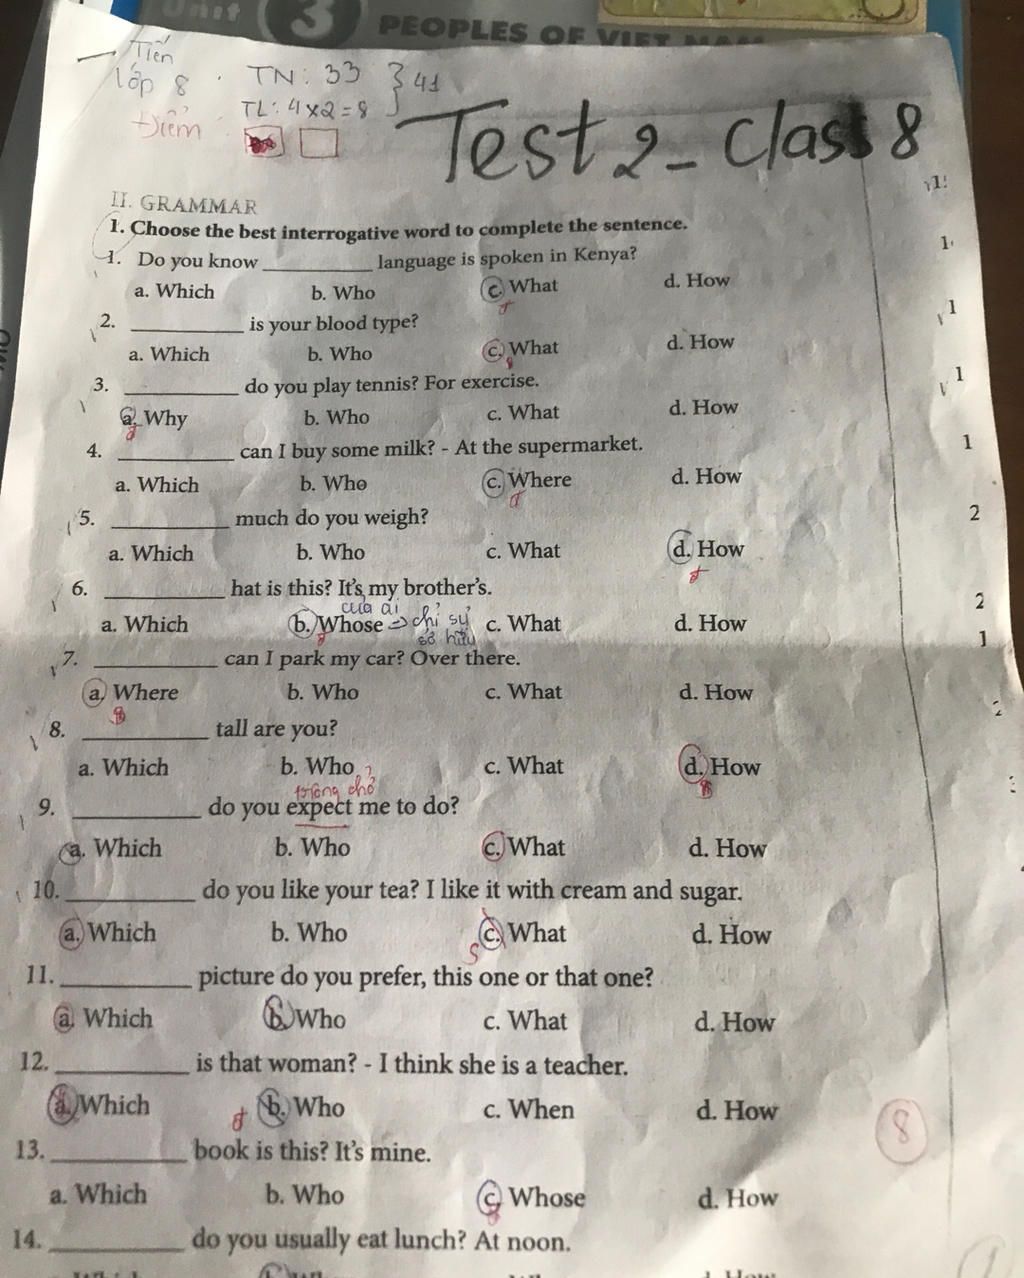 Unit 3 PEOPLES OF VIET NAM
Tiến
lớp 8 TN: 33 } 41
TL: 4x2=8
Điểm
Test 2 - Class 8
II. GRAMMAR
1. Choose the best interrogative word to complete the sentence.
1. Do you know __________ language is spoken in Kenya?
a. Which b. Who c. What d. How
2. __________ is your blood type?
a. Which b. Who c. What d. How
3. __________ do you play tennis? For exercise.
a. Why b. Who c. What d. How
4. __________ can I buy some milk? - At the supermarket.
a. Which b. Who c. Where d. How
5. __________ much do you weigh?
a. Which b. Who c. What d. How
6. __________ hat is this? It's my brother's.
của ai
a. Which b. Whose => chỉ sự c. What d. How
sở hữu
7. __________ can I park my car? Over there.
a. Where b. Who c. What d. How
8. __________ tall are you?
a. Which b. Who c. What d. How
trông chờ
9. __________ do you expect me to do?
a. Which b. Who c. What d. How
10. __________ do you like your tea? I like it with cream and sugar.
a. Which b. Who c. What d. How
S
11. __________ picture do you prefer, this one or that one?
a. Which b. Who c. What d. How
12. __________ is that woman? - I think she is a teacher.
a. Which b. Who c. When d. How
8
13. __________ book is this? It's mine.
a. Which b. Who c. Whose d. How
14. __________ do you usually eat lunch? At noon.